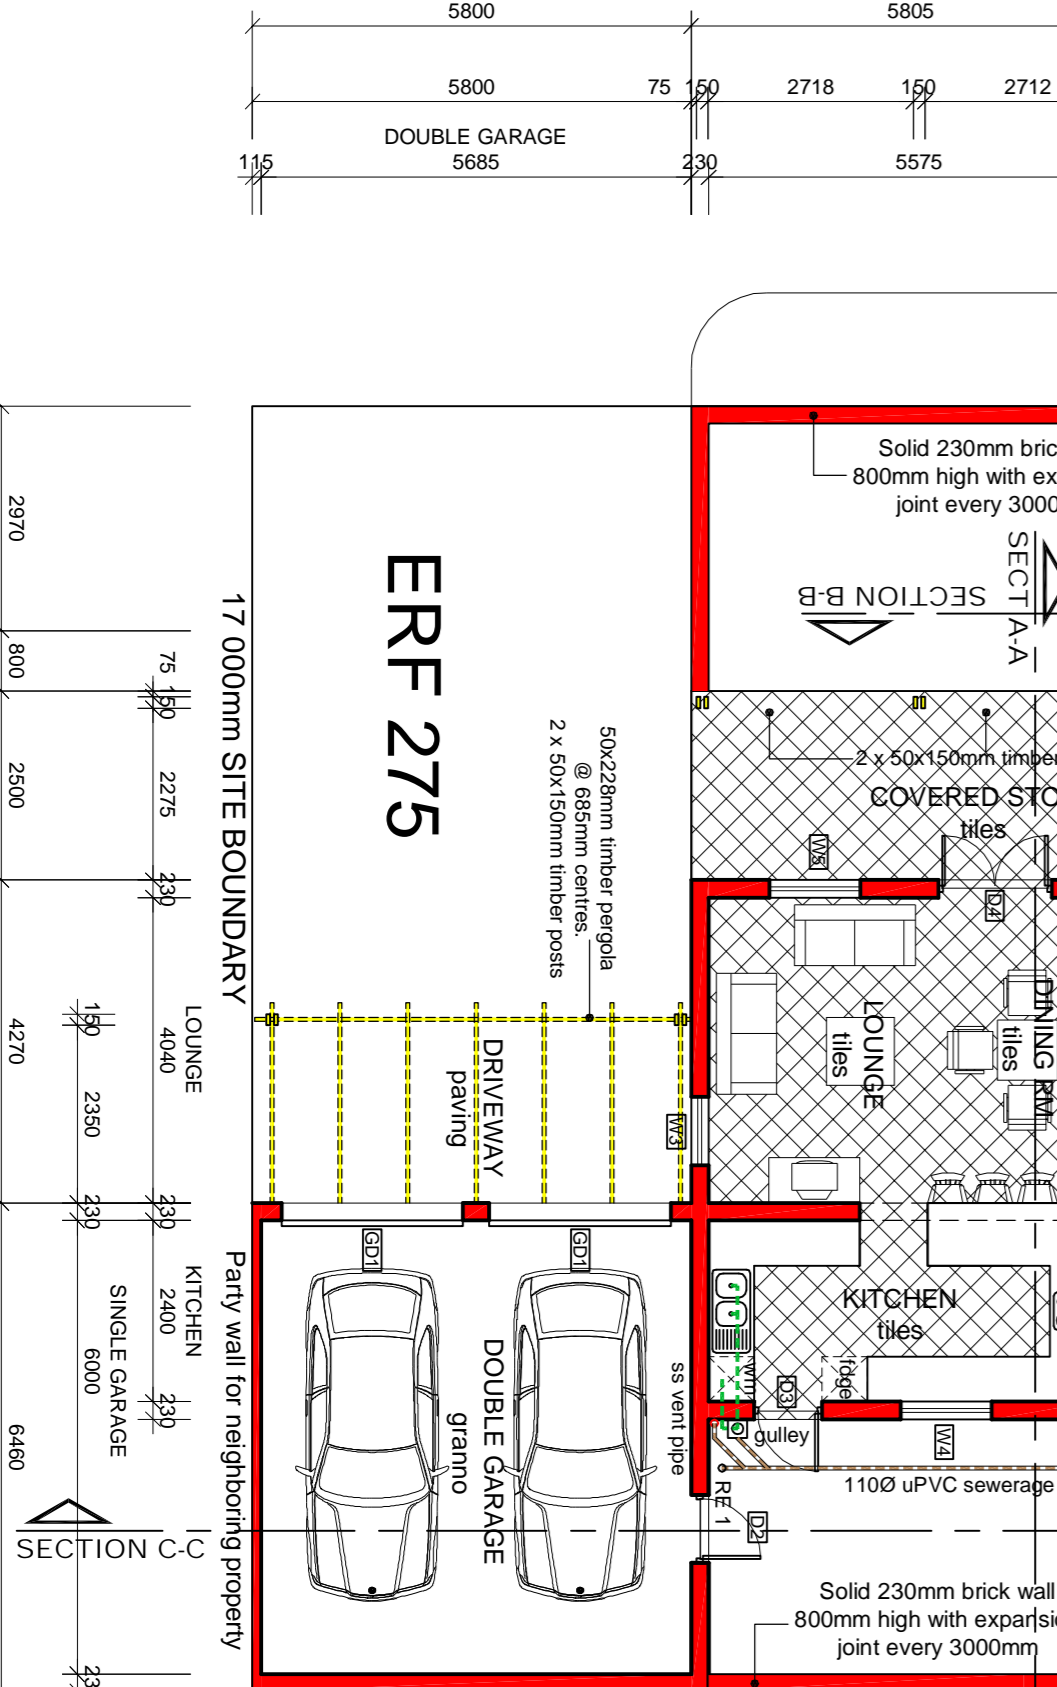 5800
5805
5800
75
150
2718
150
2712
DOUBLE GARAGE
115
5685
230
5575
Solid 230mm bric
800mm high with ex
joint every 3000
SECT A-A
SECTION B-B
ERF 275
17 000mm SITE BOUNDARY
2970
800
2500
4270
6460
75
150
2275
230
LOUNGE
4040
230
KITCHEN
2400
230
150
2350
230
SINGLE GARAGE
6000
23
50x228mm timber pergola
@ 685mm centres.
2 x 50x150mm timber posts
2 x 50x150mm timber
COVERED STO
tiles
W5
D4
LOUNGE
tiles
DINING RM
tiles
DRIVEWAY
paving
W3
GD1
GD1
KITCHEN
tiles
wm
D3
fdge
DOUBLE GARAGE
granno
ss vent pipe
gulley
W4
110Ø uPVC sewerage
RE 1
D2
Party wall for neighboring property
SECTION C-C
Solid 230mm brick wall
800mm high with expansi
joint every 3000mm